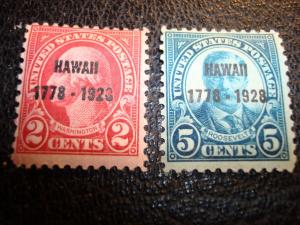 UNITED STATES POSTAGE
HAWAII
1778 - 1928
WASHINGTON
2 CENTS 2
UNITED STATES POSTAGE
HAWAII
1778 - 1928
ROOSEVELT
5 CENTS 5